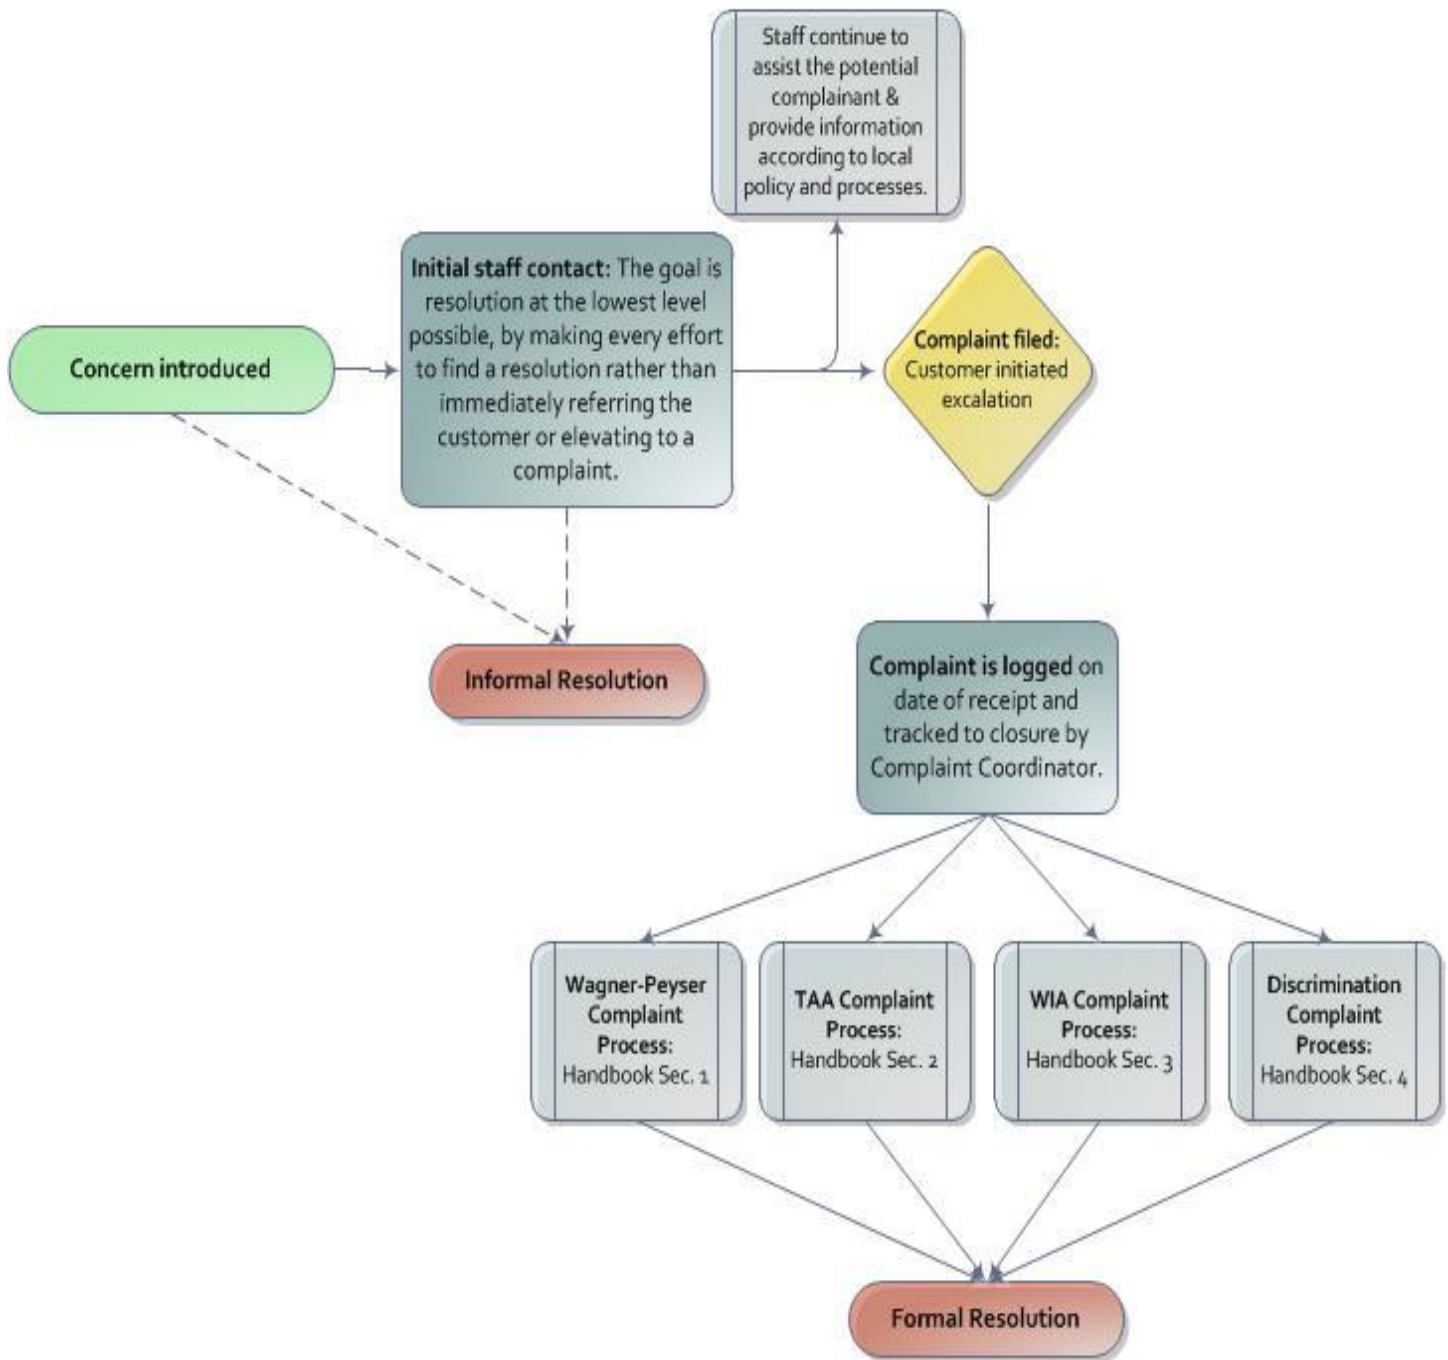 Staff continue to
assist the potential
complainant &
provide information
according to local
policy and processes.
Concern introduced
Initial staff contact: The goal is
resolution at the lowest level
possible, by making every effort
to find a resolution rather than
immediately referring the
customer or elevating to a
complaint.
Complaint filed:
Customer initiated
excalation
Informal Resolution
Complaint is logged on
date of receipt and
tracked to closure by
Complaint Coordinator.
Wagner-Peyser
Complaint
Process:
Handbook Sec. 1
TAA Complaint
Process:
Handbook Sec. 2
WIA Complaint
Process:
Handbook Sec. 3
Discrimination
Complaint
Process:
Handbook Sec. 4
Formal Resolution